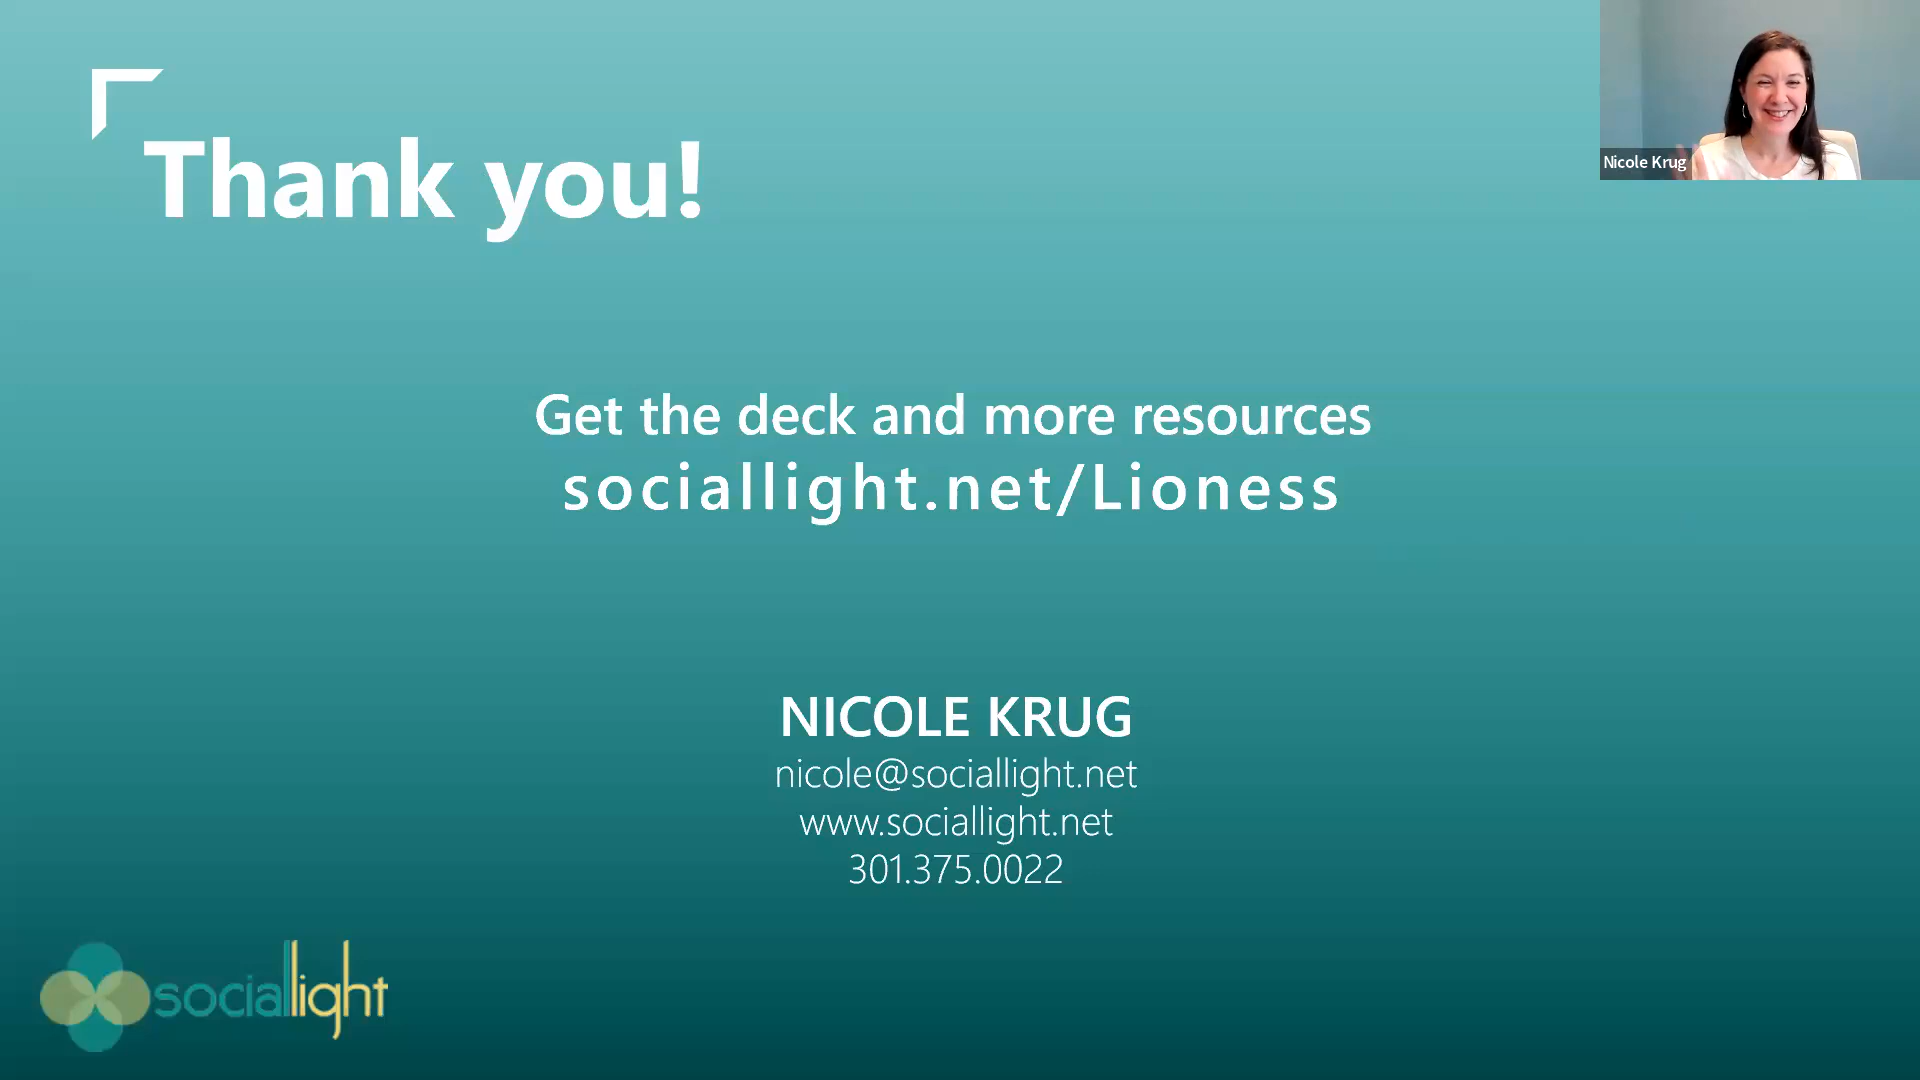 Thank you!
Nicole Krug
Get the deck and more resources
sociallight.net/Lioness
NICOLE KRUG
nicole@sociallight.net
www.sociallight.net
301.375.0022
sociallight